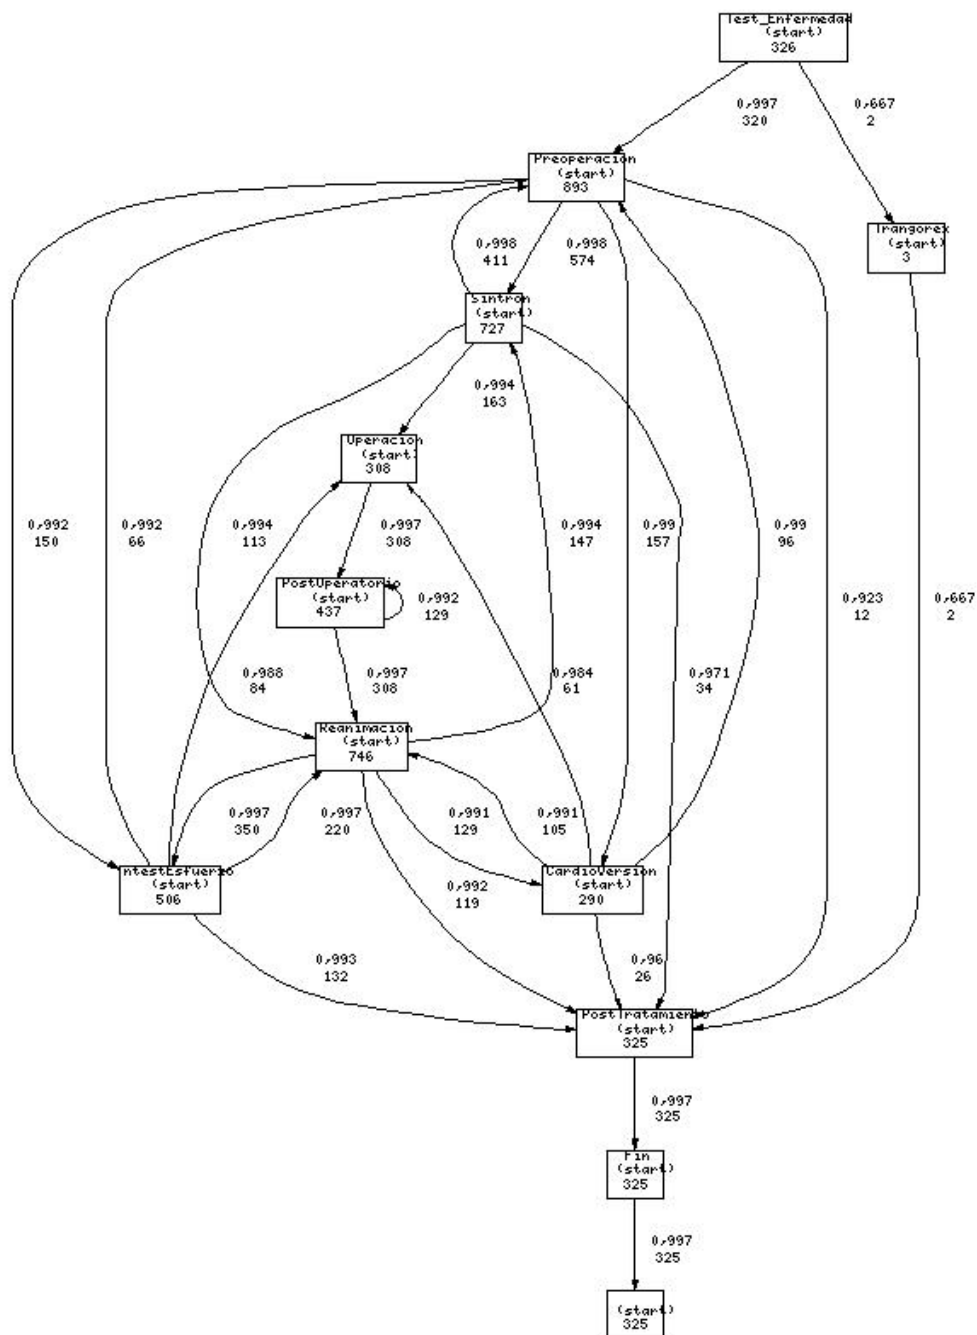 Test_Enfermedad
(start)
326
0,997
320
0,667
2
Preoperacion
(start)
893
Trangorex
(start)
3
0,998
411
0,998
574
Sintron
(start)
727
0,994
163
Operacion
(start)
308
0,992
150
0,992
66
0,994
113
0,997
308
0,994
147
0,99
157
0,99
96
PostOperatorio
(start)
437
0,992
129
0,923
12
0,667
2
0,988
84
0,997
308
0,984
61
0,971
34
Reanimacion
(start)
746
0,997
350
0,997
220
0,991
129
0,991
105
ntestEsfuerzo
(start)
506
0,992
119
CardioVersion
(start)
290
0,993
132
0,96
26
PostTratamiento
(start)
325
0,997
325
Fin
(start)
325
0,997
325
(start)
325